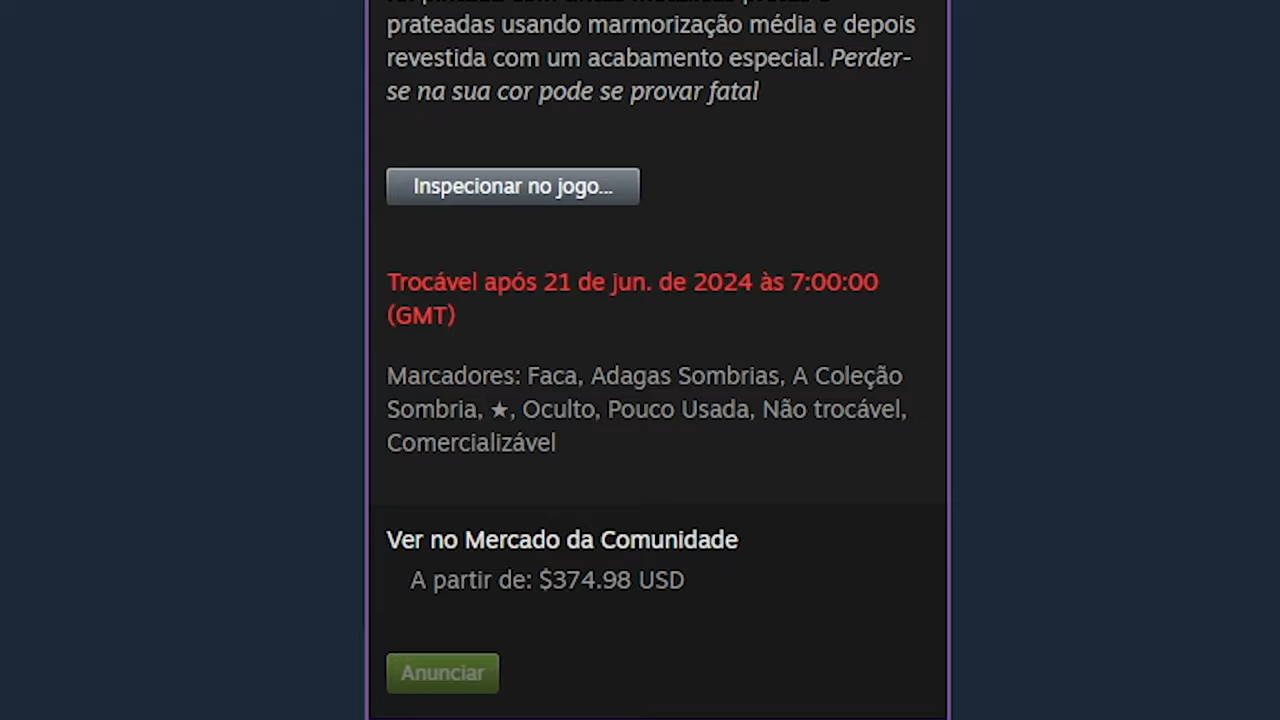 prateadas usando marmorização média e depois
revestida com um acabamento especial. Perder-
se na sua cor pode se provar fatal
Inspecionar no jogo...
Trocável após 21 de jun. de 2024 às 7:00:00
(GMT)
Marcadores: Faca, Adagas Sombrias, A Coleção
Sombria, ★, Oculto, Pouco Usada, Não trocável,
Comercializável
Ver no Mercado da Comunidade
A partir de: $374.98 USD
Anunciar